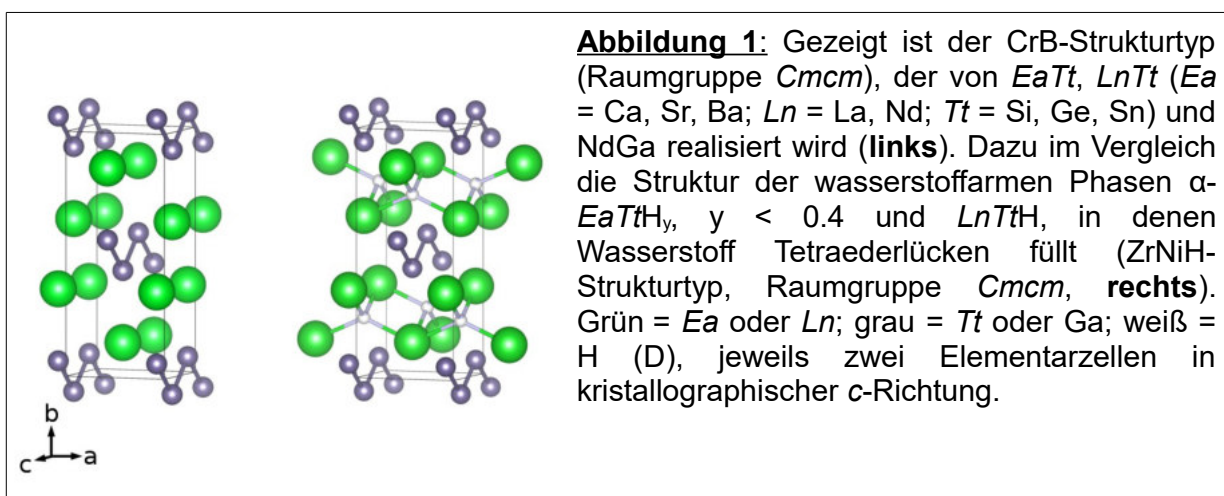 Abbildung 1: Gezeigt ist der CrB-Strukturtyp
(Raumgruppe Cmcm), der von EaTt, LnTt (Ea
= Ca, Sr, Ba; Ln = La, Nd; Tt = Si, Ge, Sn) und
NdGa realisiert wird (links). Dazu im Vergleich
die Struktur der wasserstoffarmen Phasen α-
EaTtHy, y < 0.4 und LnTtH, in denen
Wasserstoff Tetraederlücken füllt (ZrNiH-
Strukturtyp, Raumgruppe Cmcm, rechts).
Grün = Ea oder Ln; grau = Tt oder Ga; weiß =
H (D), jeweils zwei Elementarzellen in
kristallographischer c-Richtung.
b
c
a